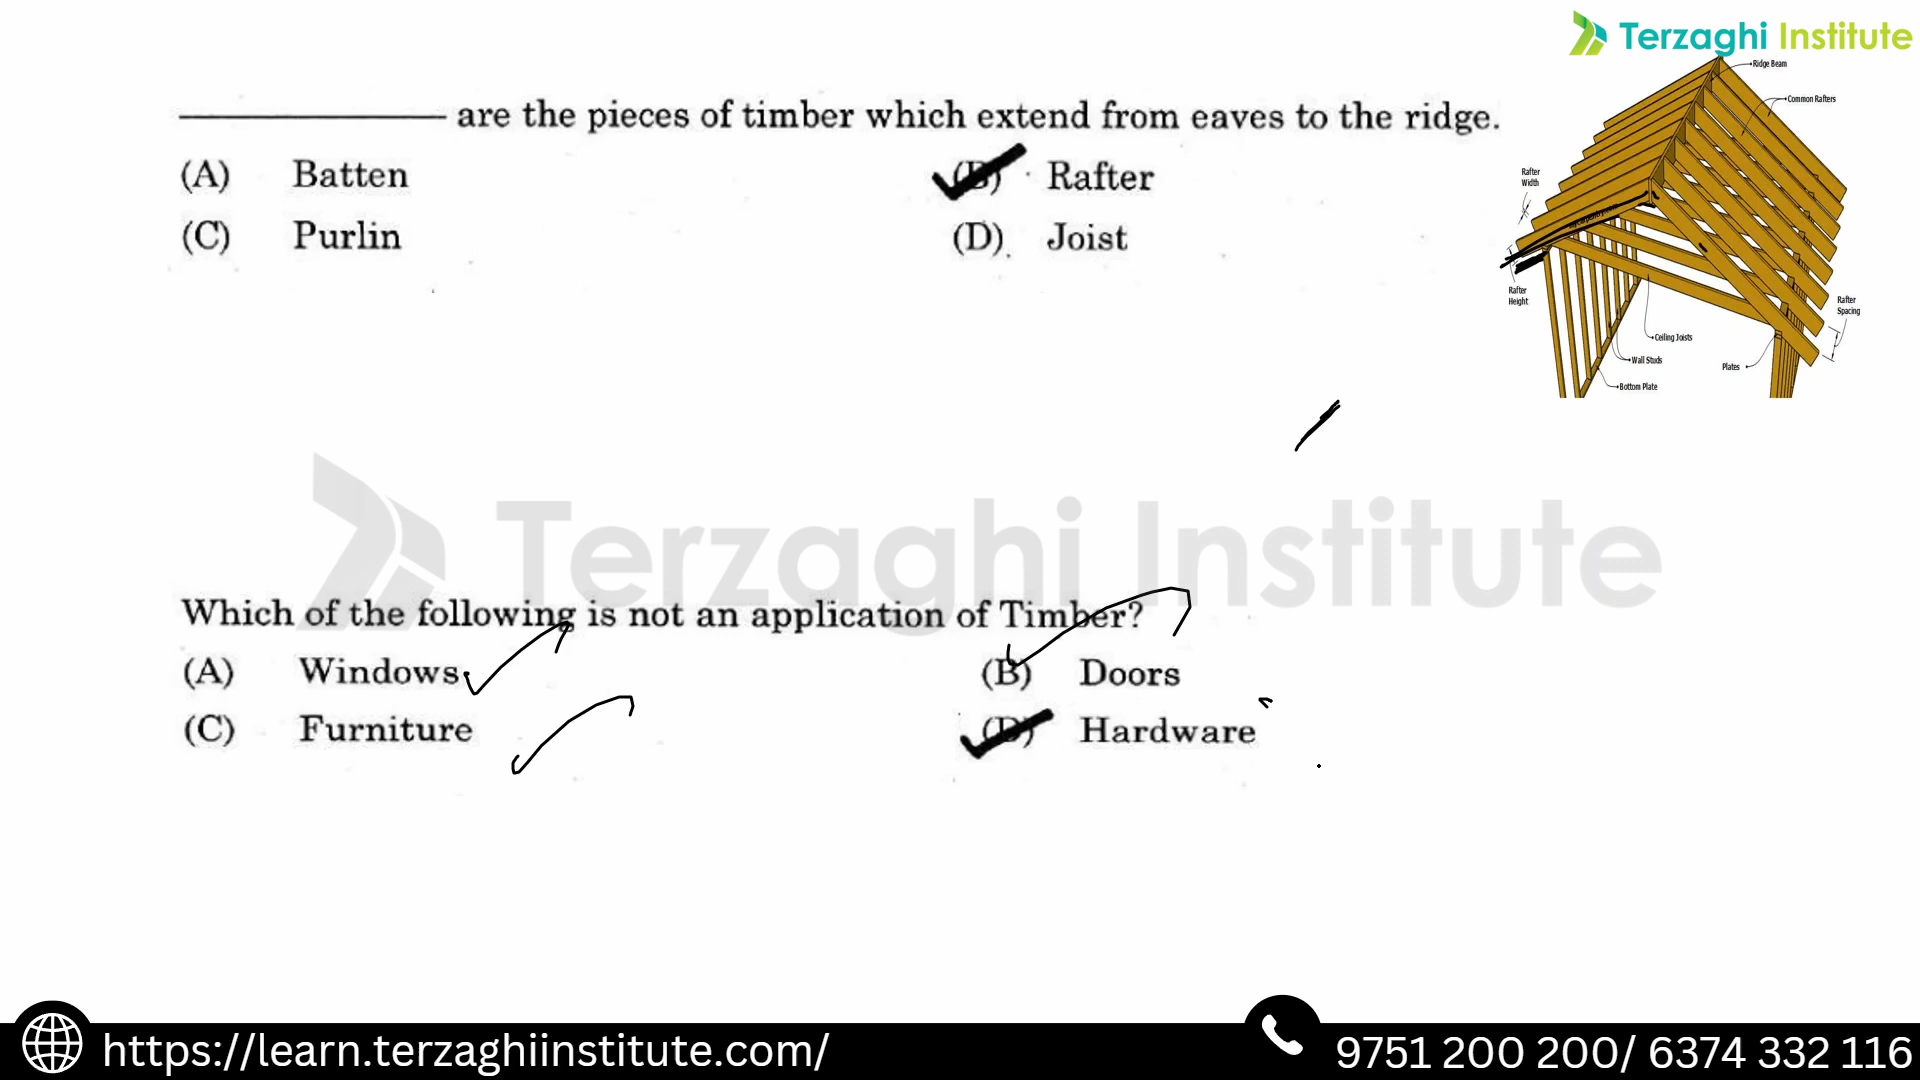 Terzaghi Institute
Ridge Beam
Common Rafters
_____ are the pieces of timber which extend from eaves to the ridge.
(A) Batten (B) Rafter
(C) Purlin (D) Joist
Rafter
Width
Rafter
Height
Rafter
Spacing
Ceiling Joists
Wall Studs
Plates
Bottom Plate
Terzaghi Institute
Which of the following is not an application of Timber?
(A) Windows (B) Doors
(C) Furniture (D) Hardware
https://learn.terzaghiinstitute.com/
9751 200 200/ 6374 332 116